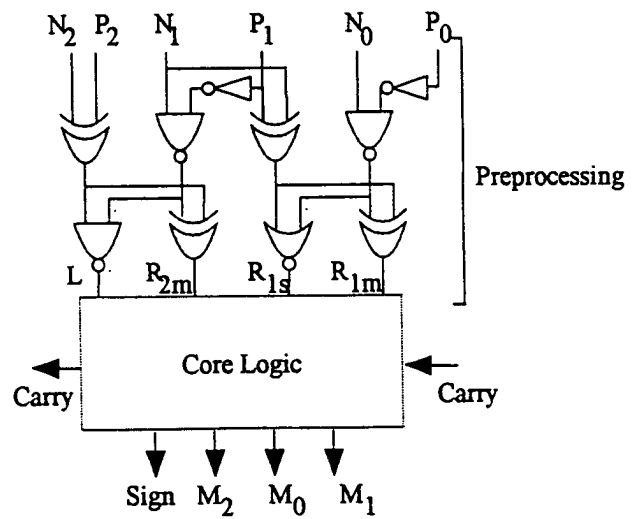 N2 P2 N1 P1 N0 P0
Preprocessing
L R2m R1s R1m
Core Logic
Carry Carry
Sign M2 M0 M1